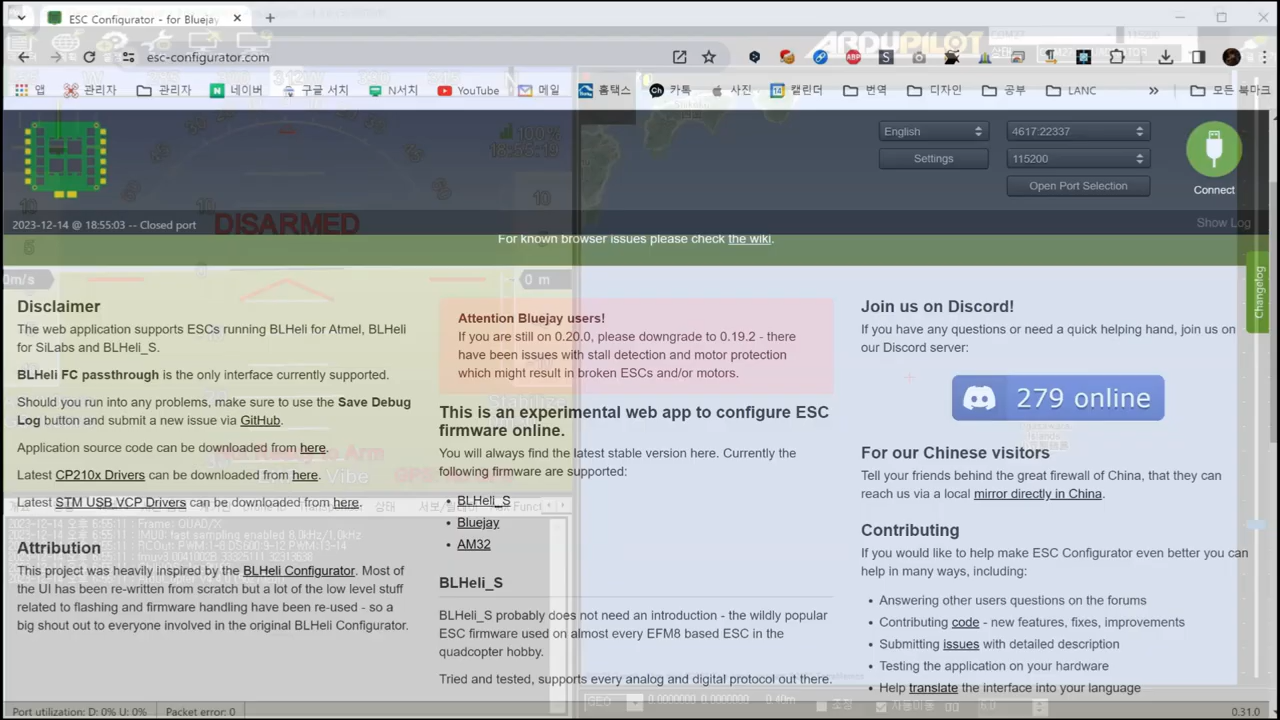 ESC Configurator - for Bluejay
esc-configurator.com
앱
관리자
관리자
네이버
구글 서치
N서치
YouTube
메일
홈택스
카톡
사진
캘린더
번역
디자인
공부
LANC
모든 북마크
ARDUPILOT
115200
English
Settings
4617:22337
115200
Open Port Selection
Connect
2023-12-14 @ 18:55:03 -- Closed port
Show Log
DISARMED
100%
For known browser issues please check the wiki.
0m/s
0 m
Changelog
Disclaimer
The web application supports ESCs running BLHeli for Atmel, BLHeli
for SiLabs and BLHeli_S.
BLHeli FC passthrough is the only interface currently supported.
Should you run into any problems, make sure to use the Save Debug
Log button and submit a new issue via GitHub.
Application source code can be downloaded from here.
Latest CP210x Drivers can be downloaded from here.
Latest STM USB VCP Drivers can be downloaded from here.
Attribution
This project was heavily inspired by the BLHeli Configurator. Most of
the UI has been re-written from scratch but a lot of the low level stuff
related to flashing and firmware handling have been re-used - so a
big shout out to everyone involved in the original BLHeli Configurator.
Attention Bluejay users!
If you are still on 0.20.0, please downgrade to 0.19.2 - there
have been issues with stall detection and motor protection
which might result in broken ESCs and/or motors.
This is an experimental web app to configure ESC
firmware online.
You will always find the latest stable version here. Currently the
following firmware are supported:
BLHeli_S
Bluejay
AM32
BLHeli_S
BLHeli_S probably does not need an introduction - the wildly popular
ESC firmware used on almost every EFM8 based ESC in the
quadcopter hobby.
Tried and tested, supports every analog and digital protocol out there.
Join us on Discord!
If you have any questions or need a quick helping hand, join us on
our Discord server:
279 online
For our Chinese visitors
Tell your friends behind the great firewall of China, that they can
reach us via a local mirror directly in China.
Contributing
If you would like to help make ESC Configurator even better you can
help in many ways, including:
Answering other users questions on the forums
Contributing code - new features, fixes, improvements
Submitting issues with detailed description
Testing the application on your hardware
Help translate the interface into your language
Port utilization: D: 0% U: 0%
Packet error: 0
GEO
0.0000000 0.0000000
0.40m
조정
자동이동
0.31.0